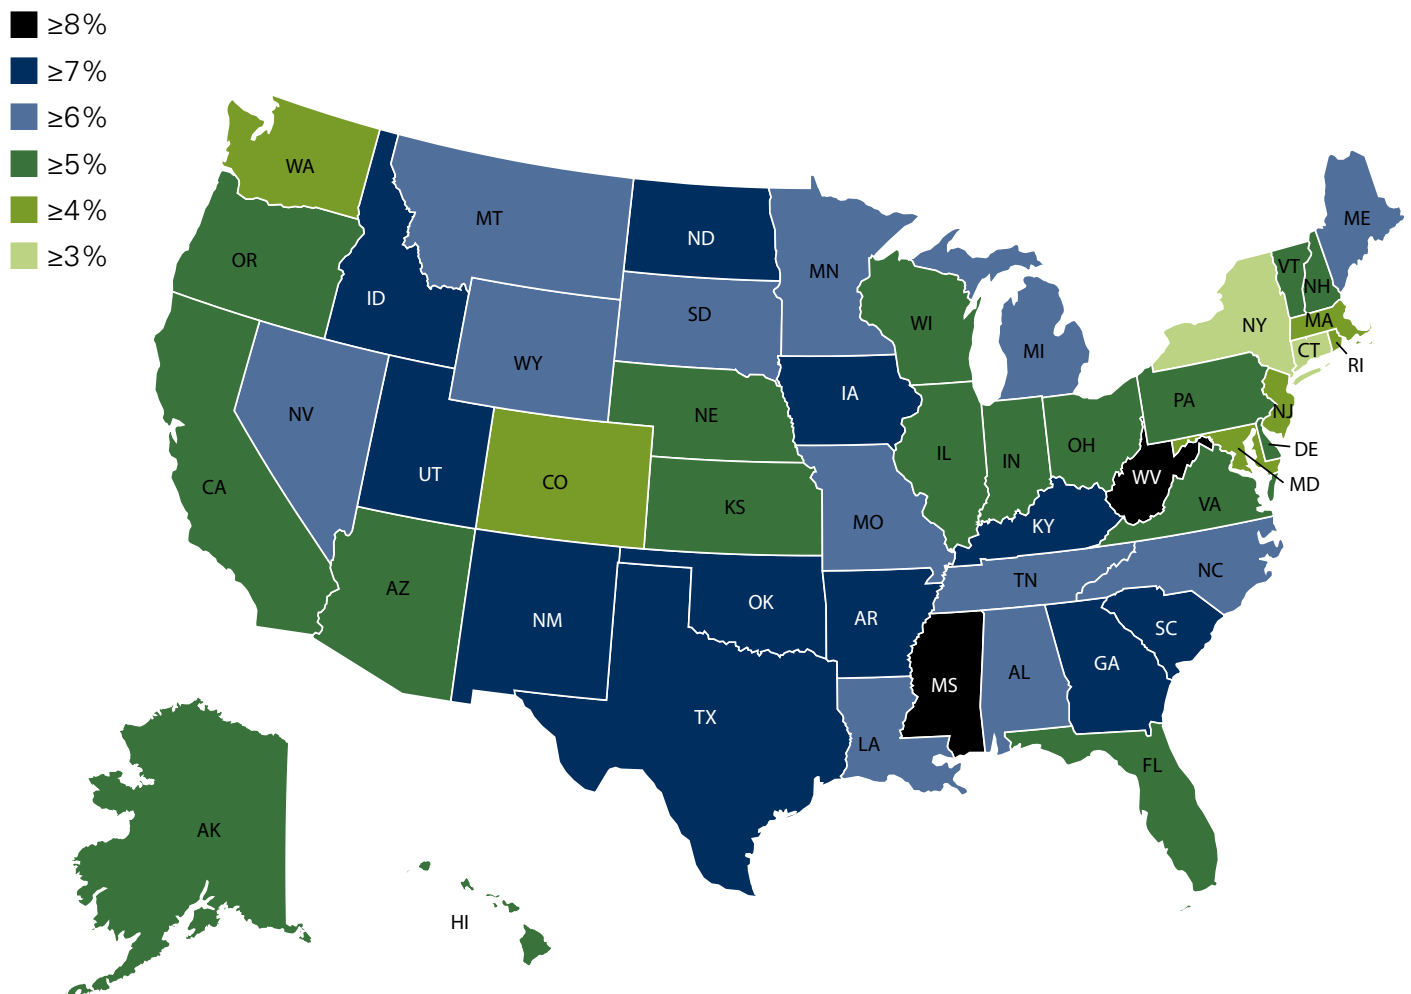 ≥8%
≥7%
≥6%
≥5%
≥4%
≥3%
WA
MT
ND
MN
ME
OR
ID
SD
WI
MI
VT
NH
NY
MA
CT
RI
WY
NV
UT
CO
NE
IA
IL
IN
OH
PA
NJ
DE
MD
CA
KS
MO
KY
WV
VA
AZ
NM
OK
AR
TN
NC
TX
LA
MS
AL
GA
SC
FL
AK
HI